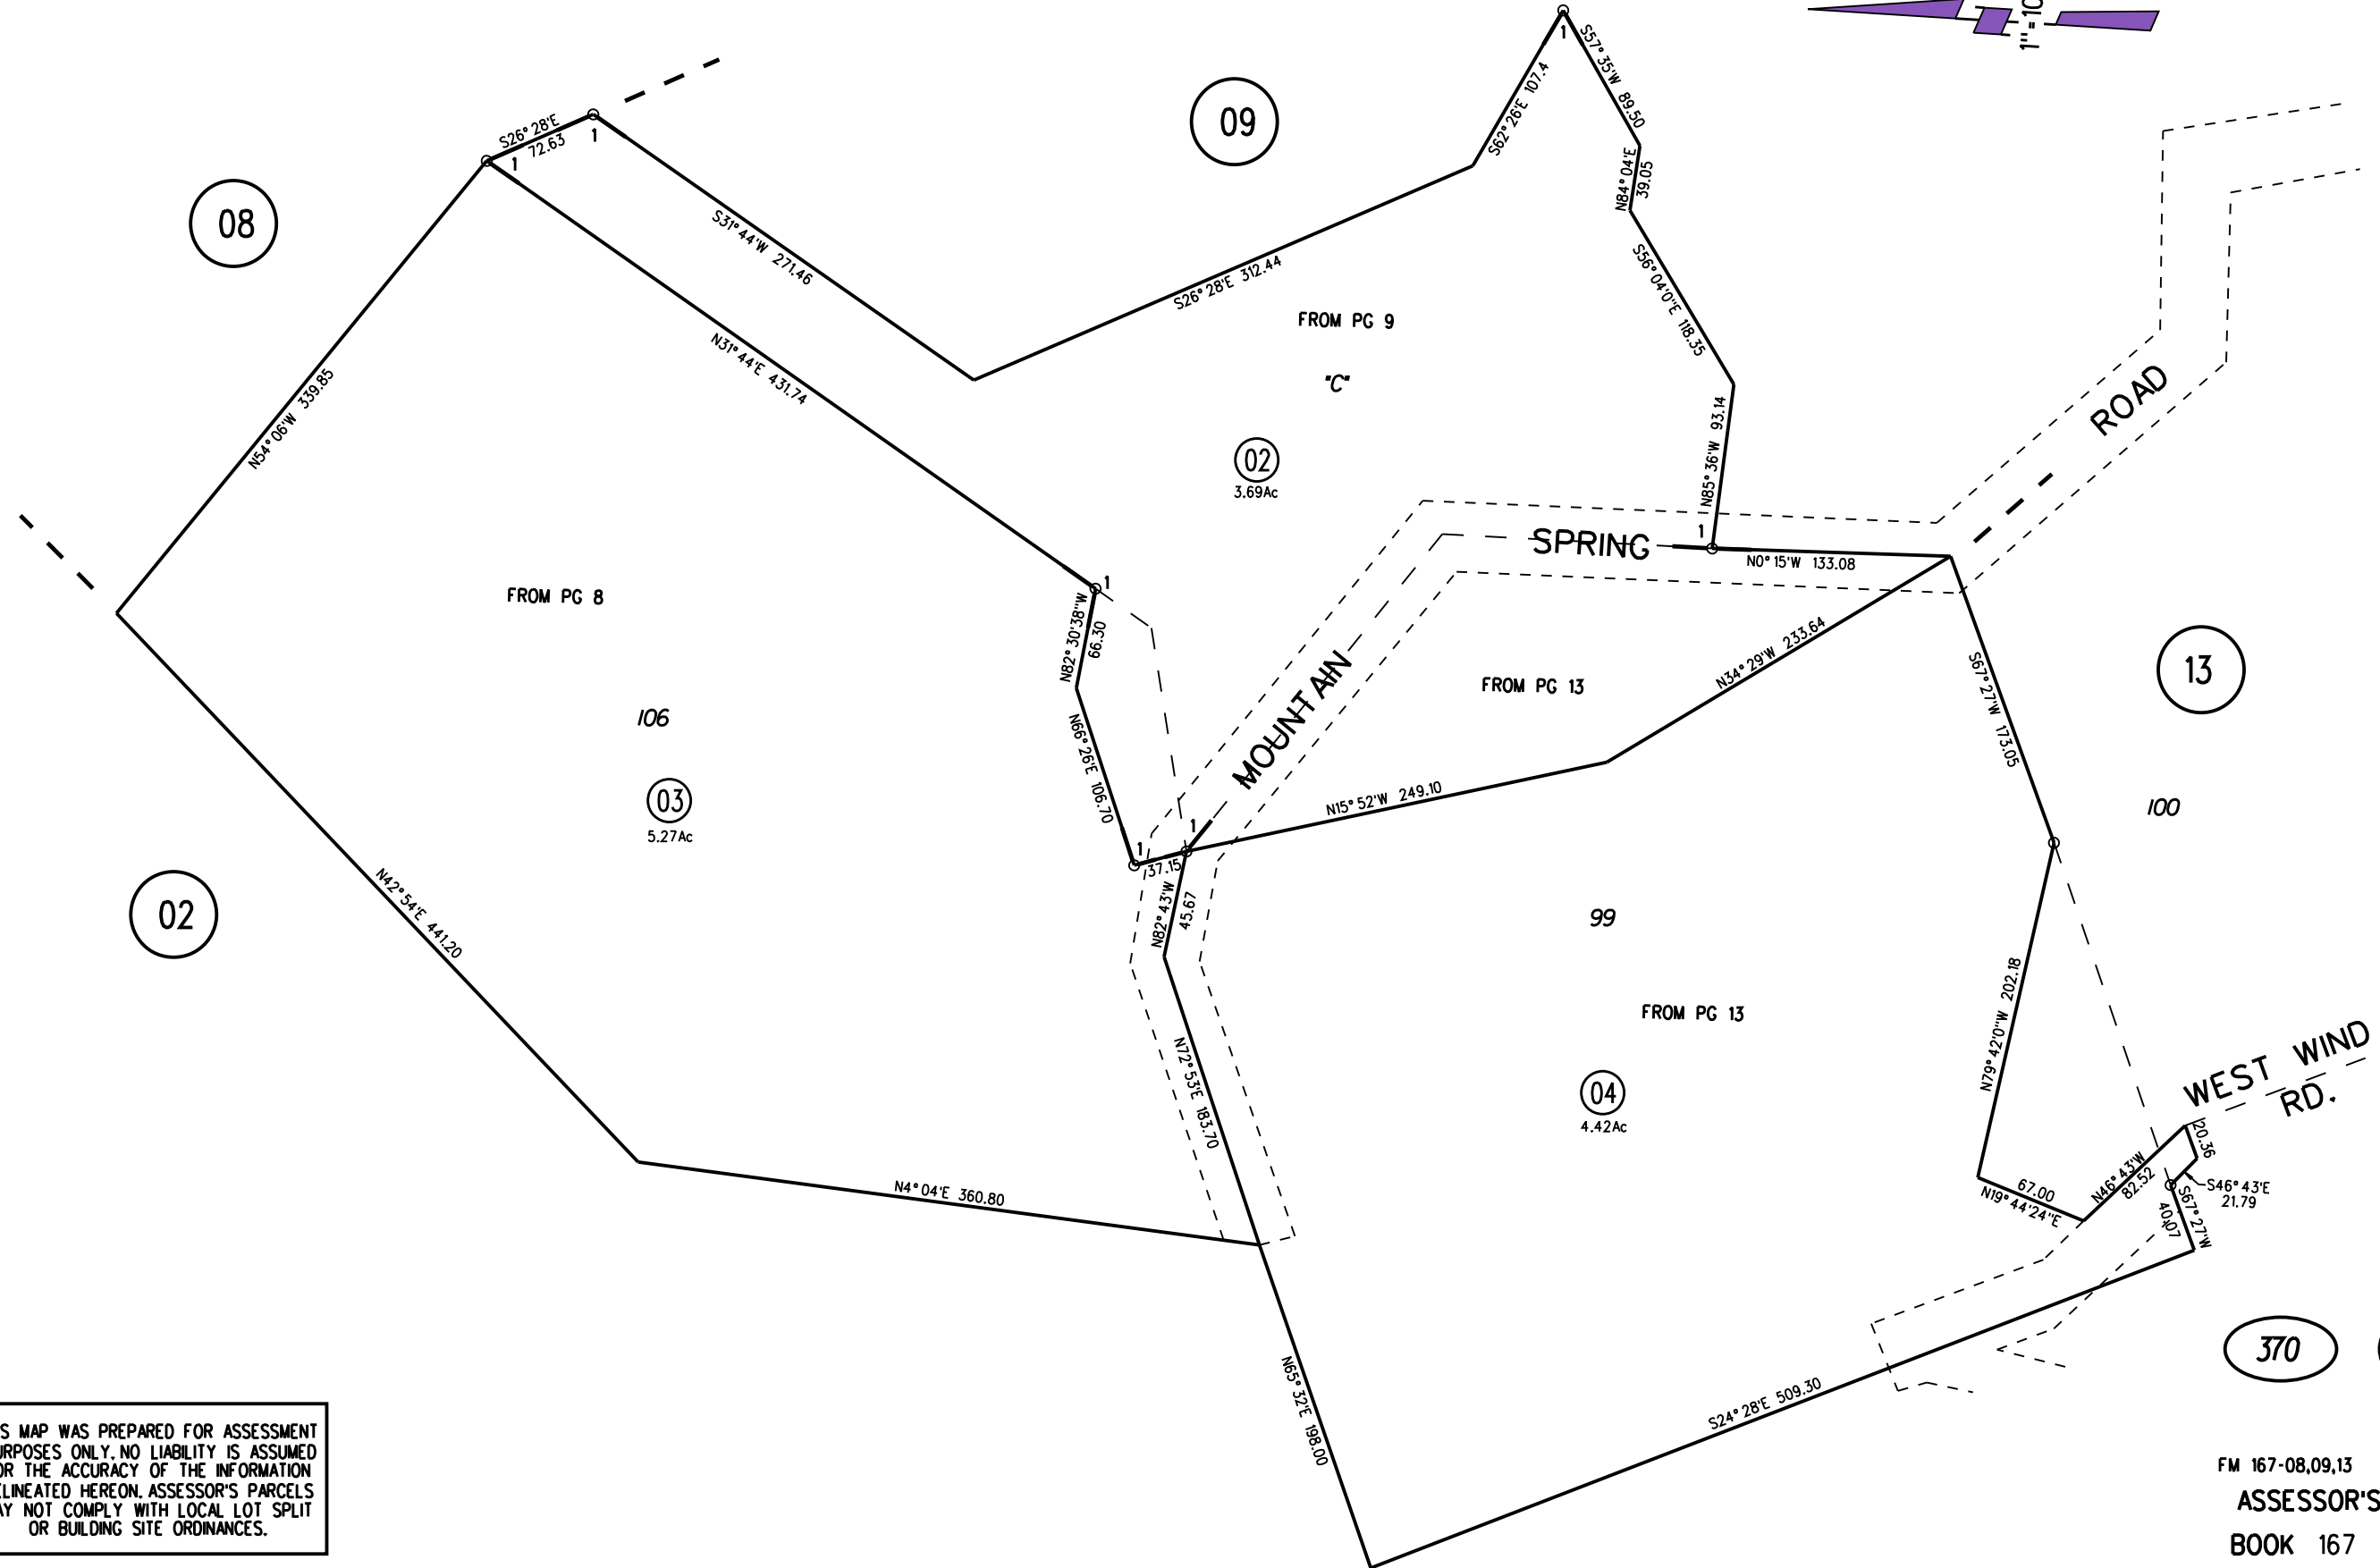 1"=10
1
S57°35'W 89.50
S62°26'E 107.4
09
S26°28'E
72.63
1
1
08
N84°04'E
39.05
S31°44'W 271.46
S26°28'E 312.44
S56°04'0"E 118.35
FROM PG 9
"C"
N31°44'E 431.74
N54°06'W 339.85
02
3.69Ac
N85°36'W 93.14
ROAD
1
SPRING
N0°15'W 133.08
FROM PG 8
1
N82°30'38"W
66.30
MOUNTAIN
FROM PG 13
N34°29'W 233.64
S67°27'W 173.05
13
106
N66°26'E 106.70
03
5.27Ac
N15°52'W 249.10
100
1
1
37.15
N82°43'W
45.67
02
N42°54'E 441.20
99
FROM PG 13
N79°42'0"W 202.18
N72°53'E 183.70
04
4.42Ac
WEST WIND
RD.
20.36
N46°43'W
82.52
S46°43'E
21.79
67.00
N19°44'24"E
S67°27'W
40.07
N4°04'E 360.80
370
N65°32'E 198.00
S24°28'E 509.30
S MAP WAS PREPARED FOR ASSESSMENT
URPOSES ONLY. NO LIABILITY IS ASSUMED
OR THE ACCURACY OF THE INFORMATION
ELINEATED HEREON. ASSESSOR'S PARCELS
AY NOT COMPLY WITH LOCAL LOT SPLIT
OR BUILDING SITE ORDINANCES.
FM 167-08,09,13
ASSESSOR'S
BOOK 167